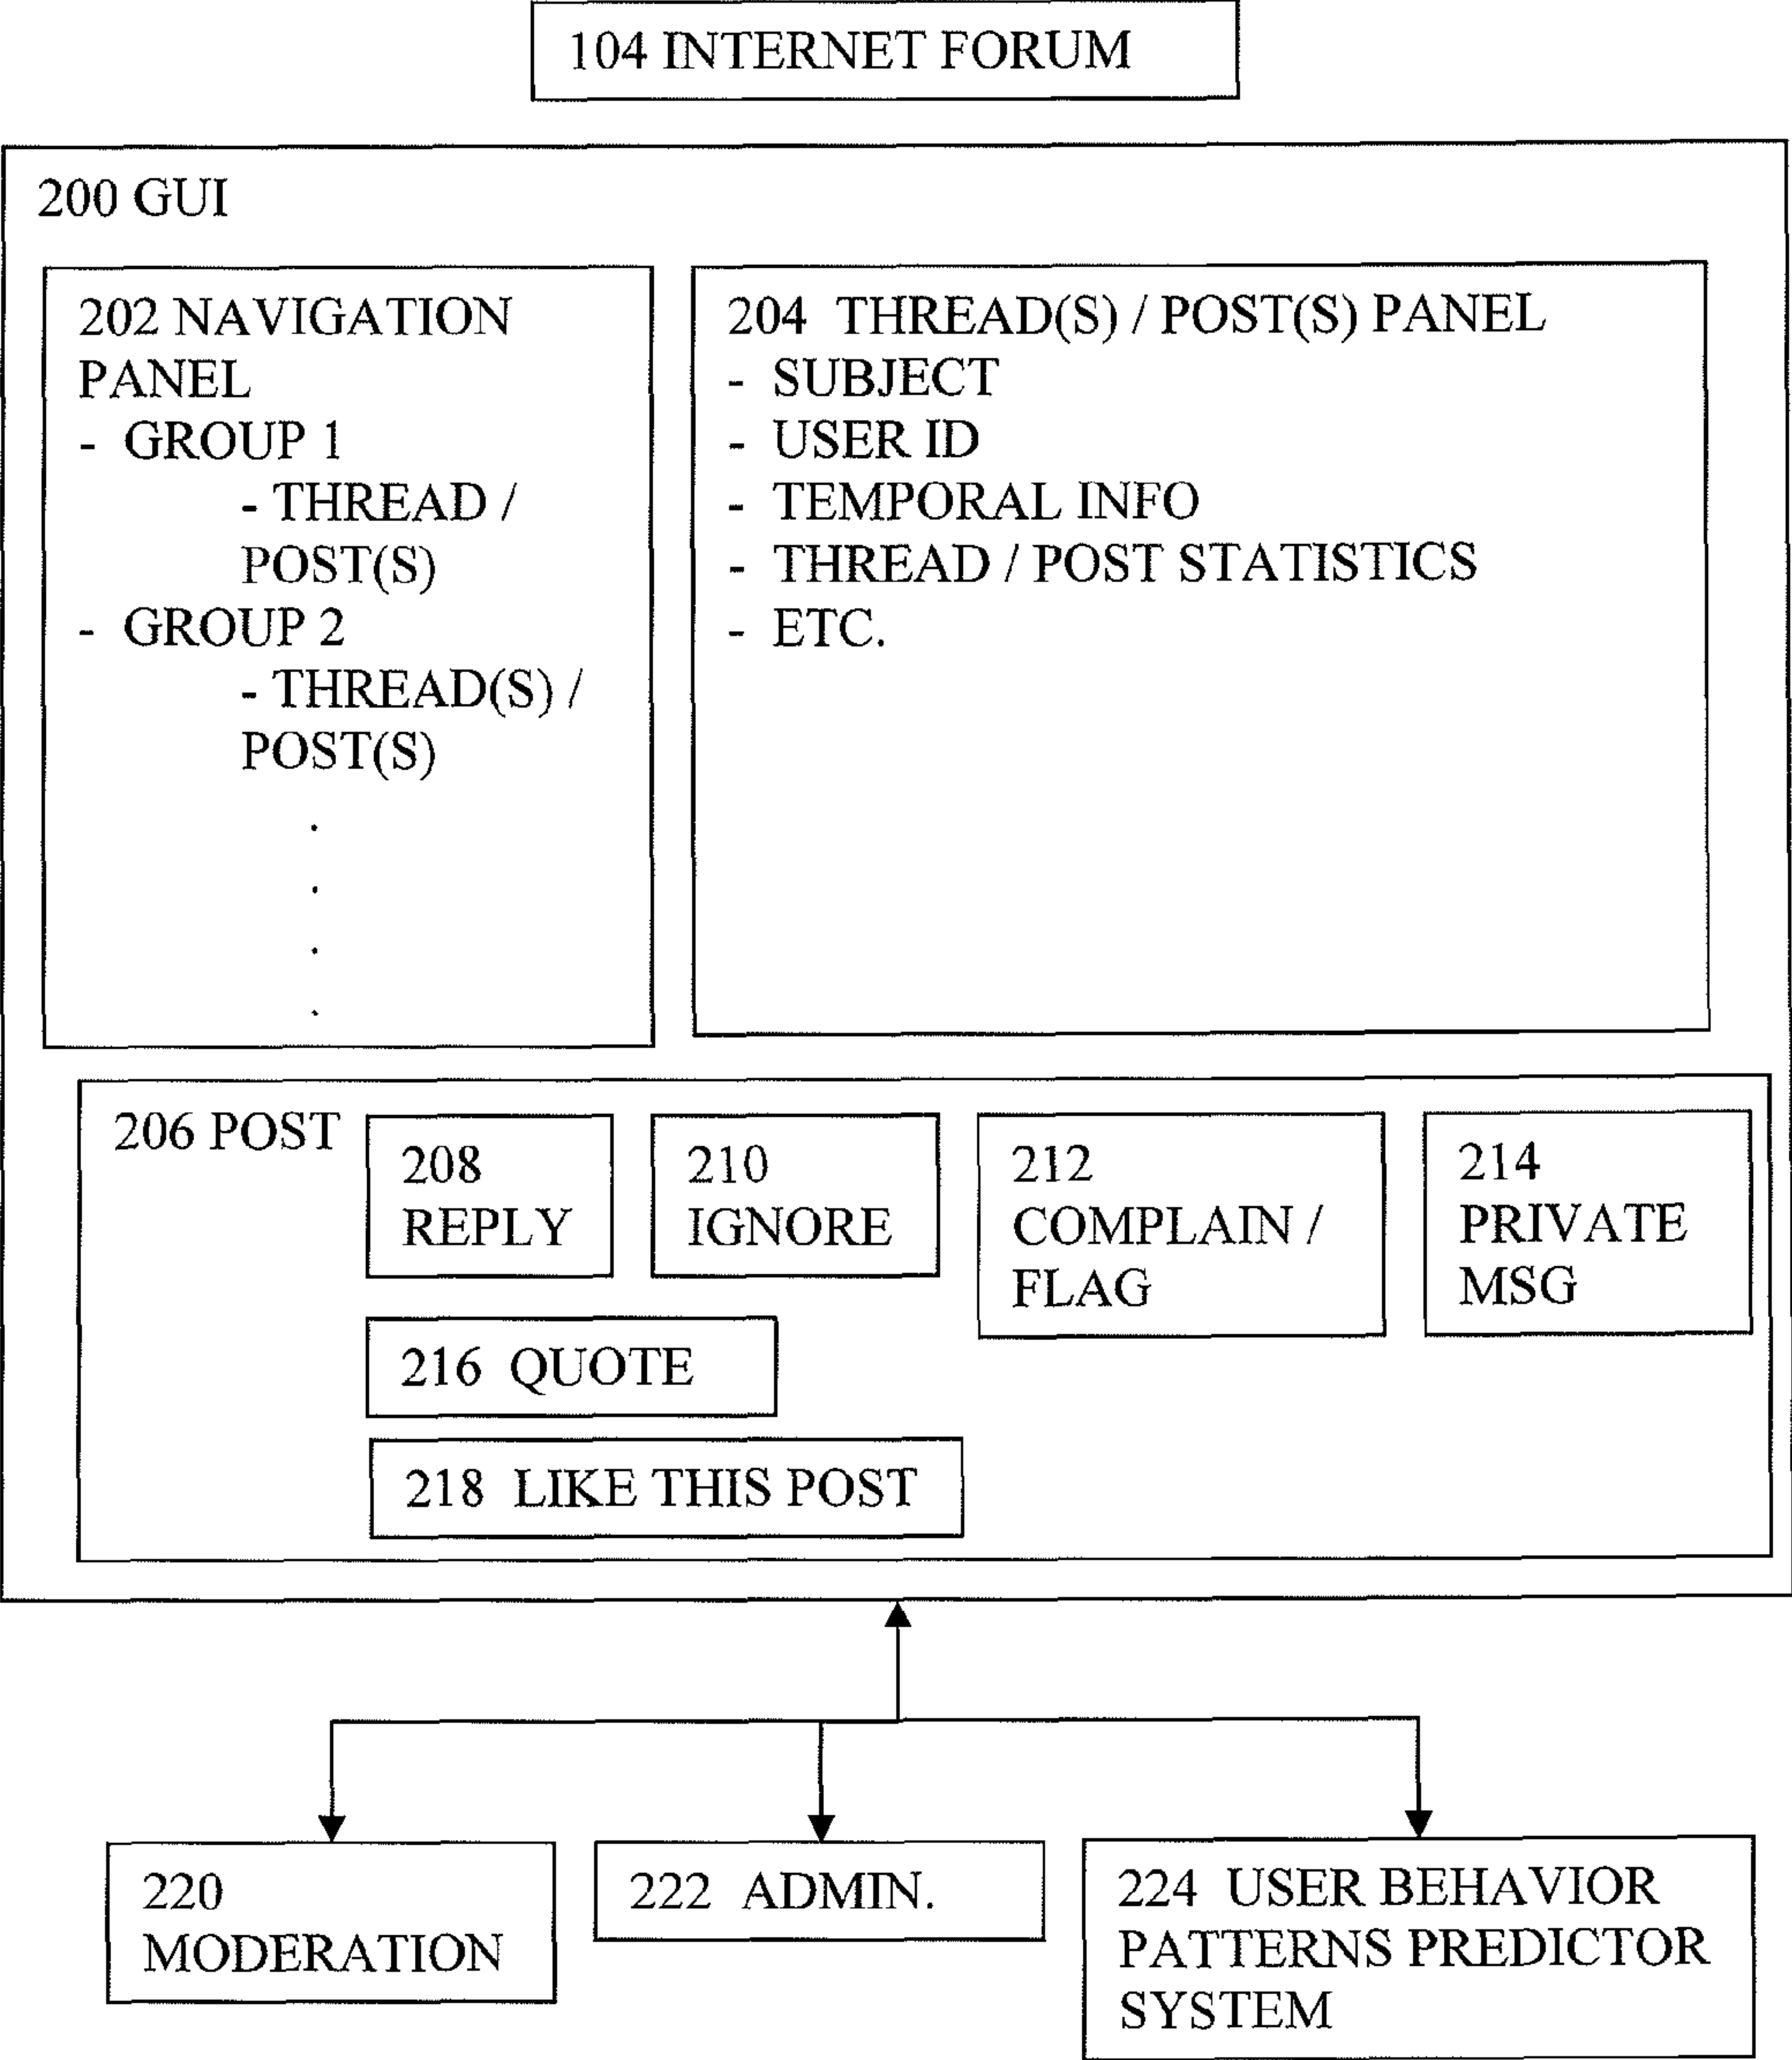 104 INTERNET FORUM
200 GUI
202 NAVIGATION
PANEL
- GROUP 1
- THREAD /
POST(S)
- GROUP 2
- THREAD(S) /
POST(S)
.
.
.
.
204 THREAD(S) / POST(S) PANEL
- SUBJECT
- USER ID
- TEMPORAL INFO
- THREAD / POST STATISTICS
- ETC.
206 POST
208
REPLY
210
IGNORE
212
COMPLAIN /
FLAG
214
PRIVATE
MSG
216 QUOTE
218 LIKE THIS POST
220
MODERATION
222 ADMIN.
224 USER BEHAVIOR
PATTERNS PREDICTOR
SYSTEM